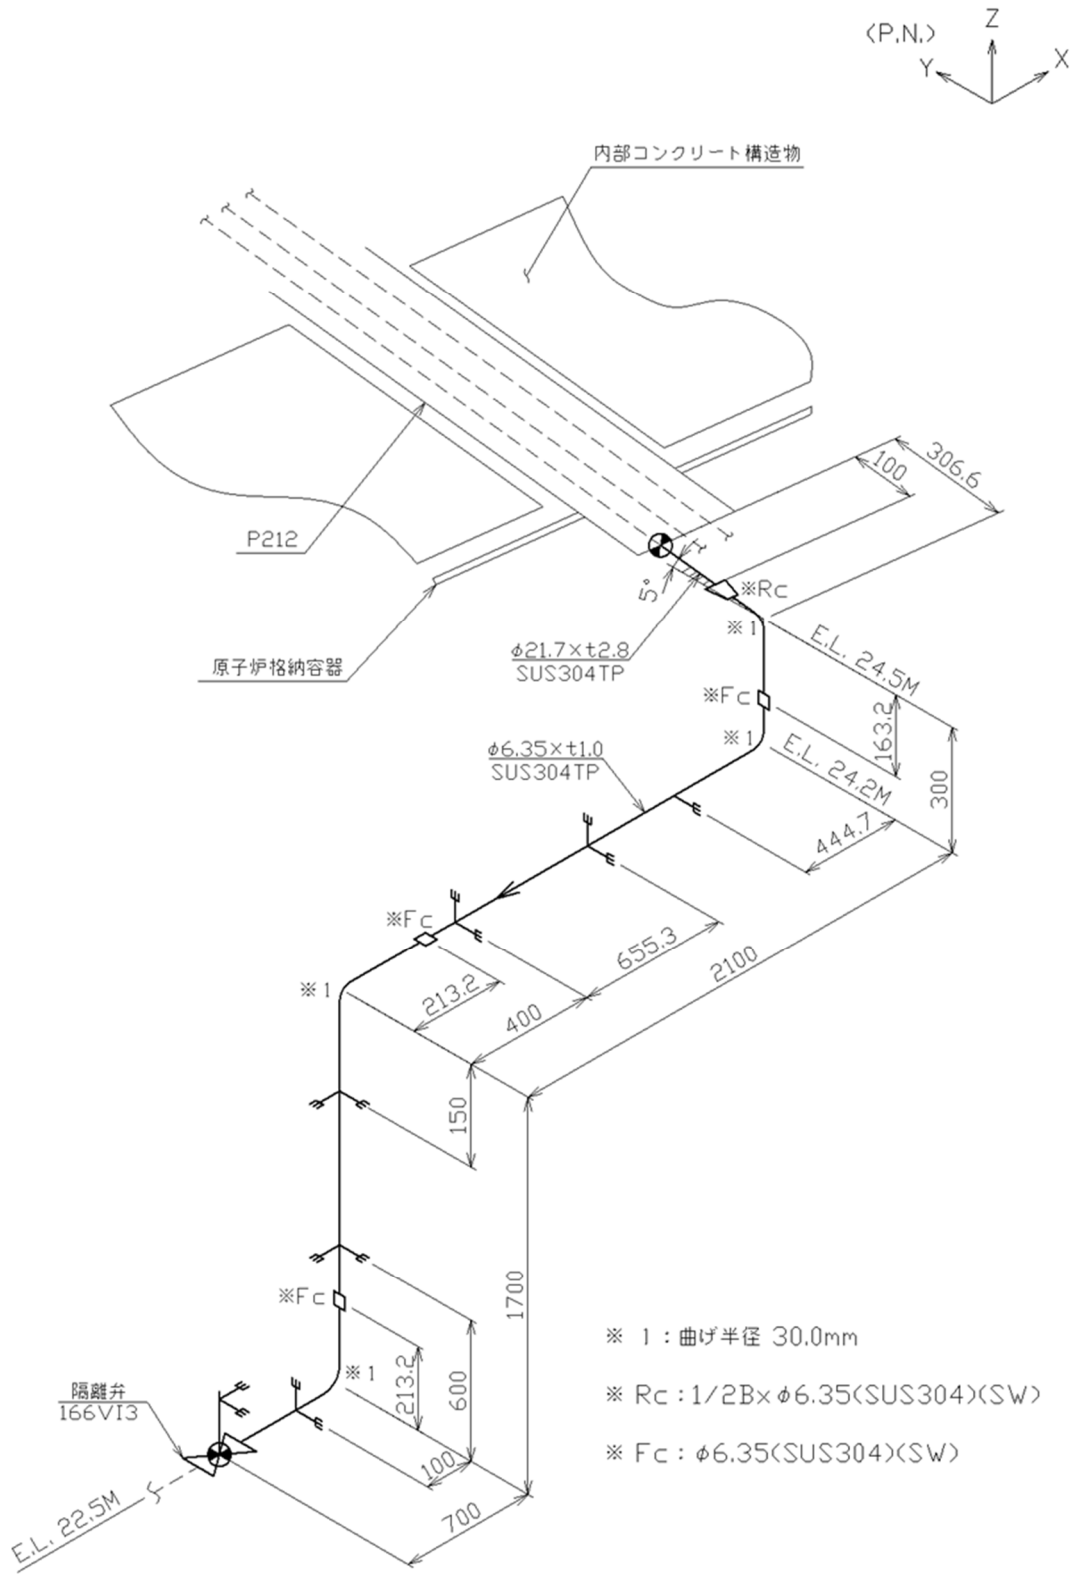 Z
(P.N.)
Y
X
内部コンクリート構造物
306.6
100
P212
5°
※Rc
※1
原子炉格納容器
φ21.7×t2.8
SUS304TP
E.L. 24.5M
※Fc
163.2
※1
φ6.35×t1.0
SUS304TP
E.L. 24.2M
300
444.7
※Fc
655.3
2100
※1
213.2
400
150
1700
※Fc
※ 1:曲げ半径 30.0mm
※1
213.2
600
隔離弁
166VI3
※ Rc:1/2B×φ6.35(SUS304)(SW)
※ Fc:φ6.35(SUS304)(SW)
100
700
E.L. 22.5M